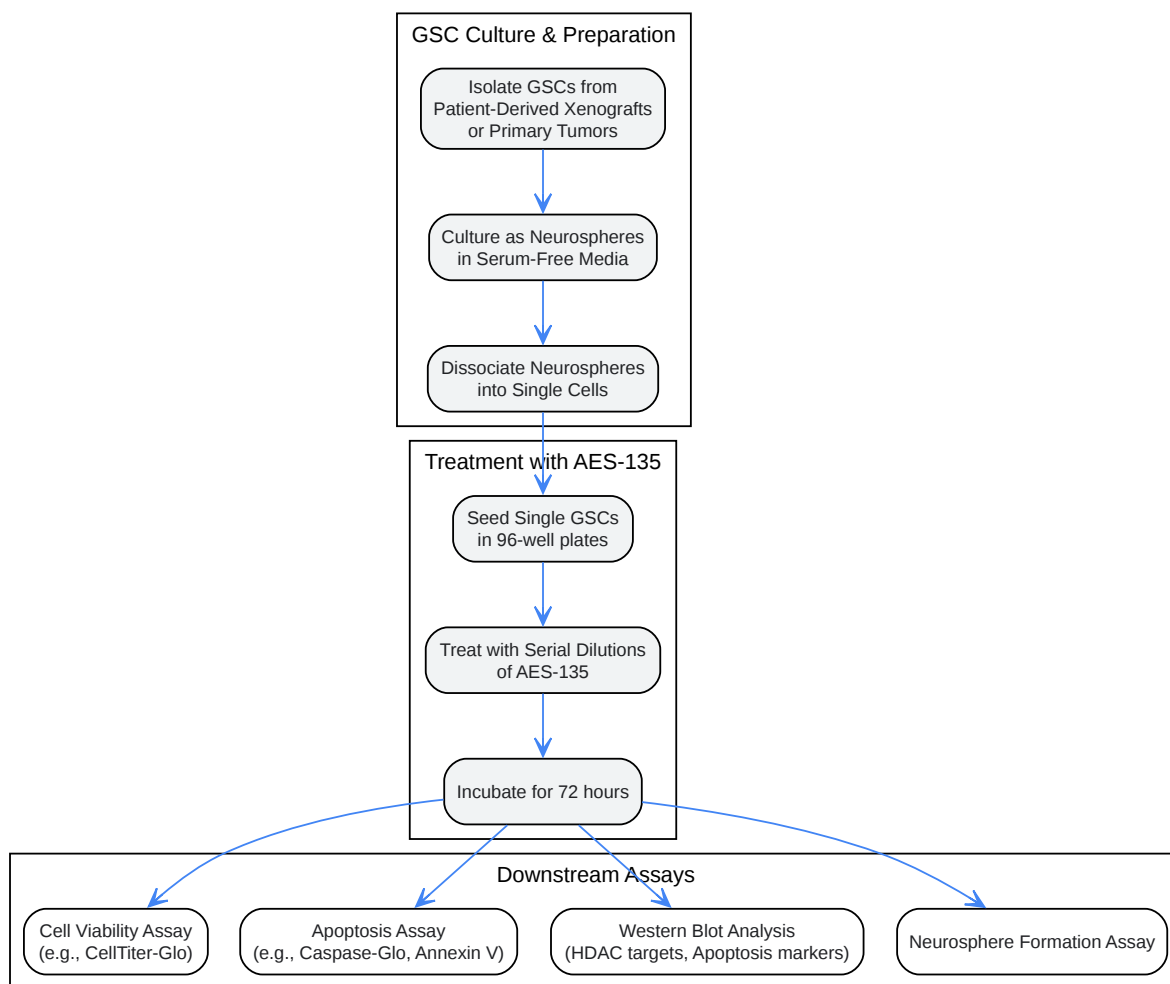 GSC Culture & Preparation
Isolate GSCs from
Patient-Derived Xenografts
or Primary Tumors
Culture as Neurospheres
in Serum-Free Media
Dissociate Neurospheres
into Single Cells
Treatment with AES-135
Seed Single GSCs
in 96-well plates
Treat with Serial Dilutions
of AES-135
Incubate for 72 hours
Downstream Assays
Cell Viability Assay
(e.g., CellTiter-Glo)
Apoptosis Assay
(e.g., Caspase-Glo, Annexin V)
Western Blot Analysis
(HDAC targets, Apoptosis markers)
Neurosphere Formation Assay